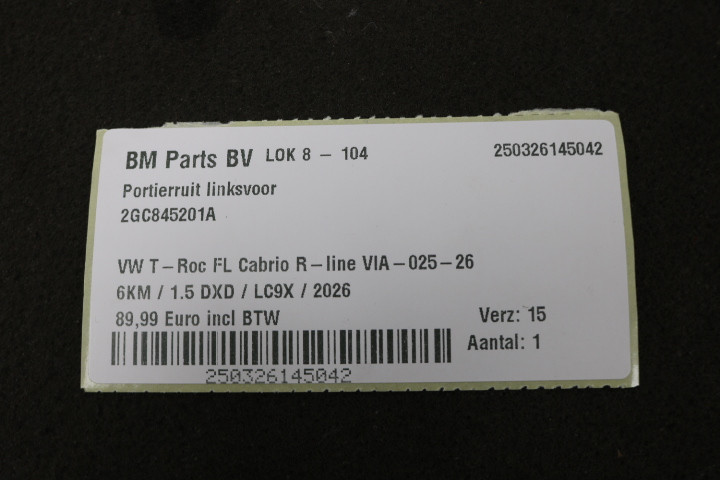 BM Parts BV LOK 8 - 104 250326145042
Portierruit linksvoor
2GC845201A
VW T-Roc FL Cabrio R-line VIA-025-26
6KM / 1.5 DXD / LC9X / 2026
89,99 Euro incl BTW Verz: 15
Aantal: 1
250326145042